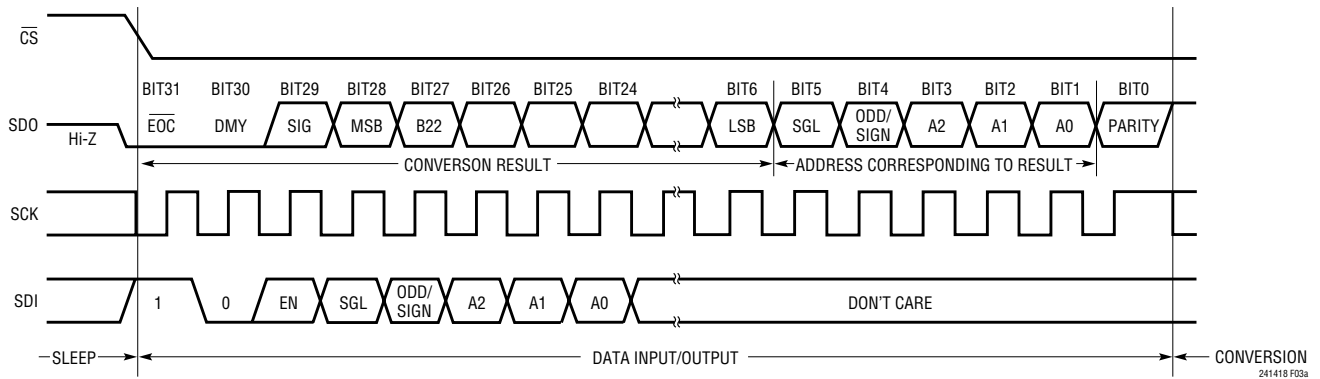 CS
BIT31 BIT30 BIT29 BIT28 BIT27 BIT26 BIT25 BIT24 BIT6 BIT5 BIT4 BIT3 BIT2 BIT1 BIT0
SDO Hi-Z EOC DMY SIG MSB B22 LSB SGL ODD/ SIGN A2 A1 A0 PARITY
CONVERSON RESULT ADDRESS CORRESPONDING TO RESULT
SCK
SDI 1 0 EN SGL ODD/ SIGN A2 A1 A0 DON'T CARE
SLEEP DATA INPUT/OUTPUT CONVERSION
241418 F03a